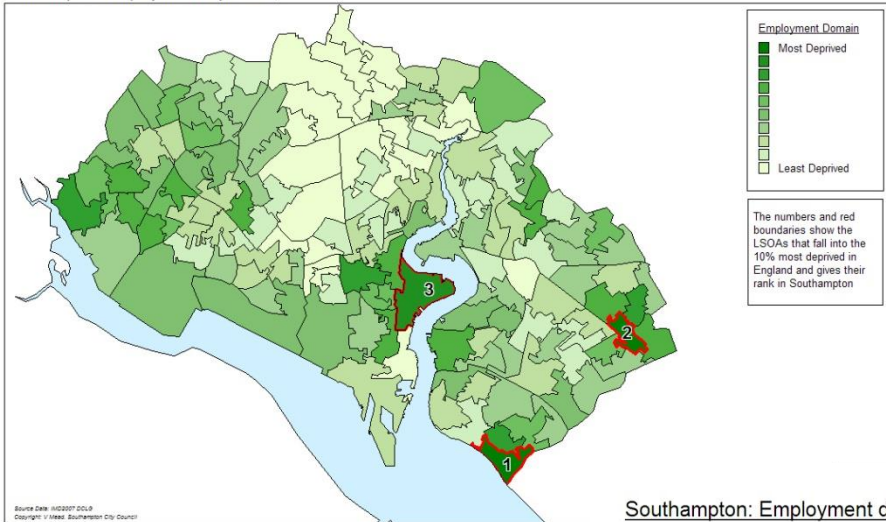 Employment Domain
Most Deprived
Least Deprived
The numbers and red
boundaries show the
LSOAs that fall into the
10% most deprived in
England and gives their
rank in Southampton
3
2
1
Source Data: IMD2007 DCLG
Copyright: V Mead, Southampton City Council
Southampton: Employment d